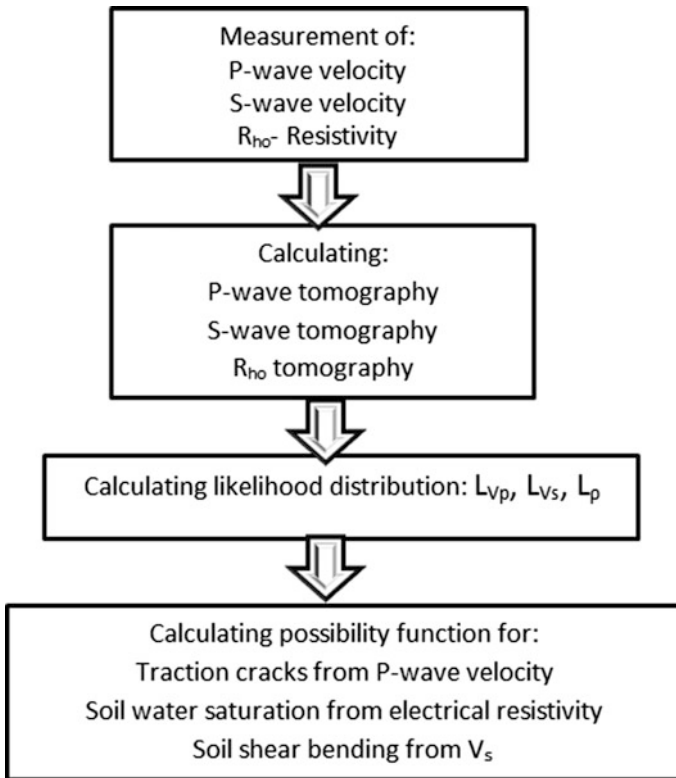 Measurement of:
P-wave velocity
S-wave velocity
Rho- Resistivity
Calculating:
P-wave tomography
S-wave tomography
Rho tomography
Calculating likelihood distribution: LVp, LVs, Lρ
Calculating possibility function for:
Traction cracks from P-wave velocity
Soil water saturation from electrical resistivity
Soil shear bending from Vs